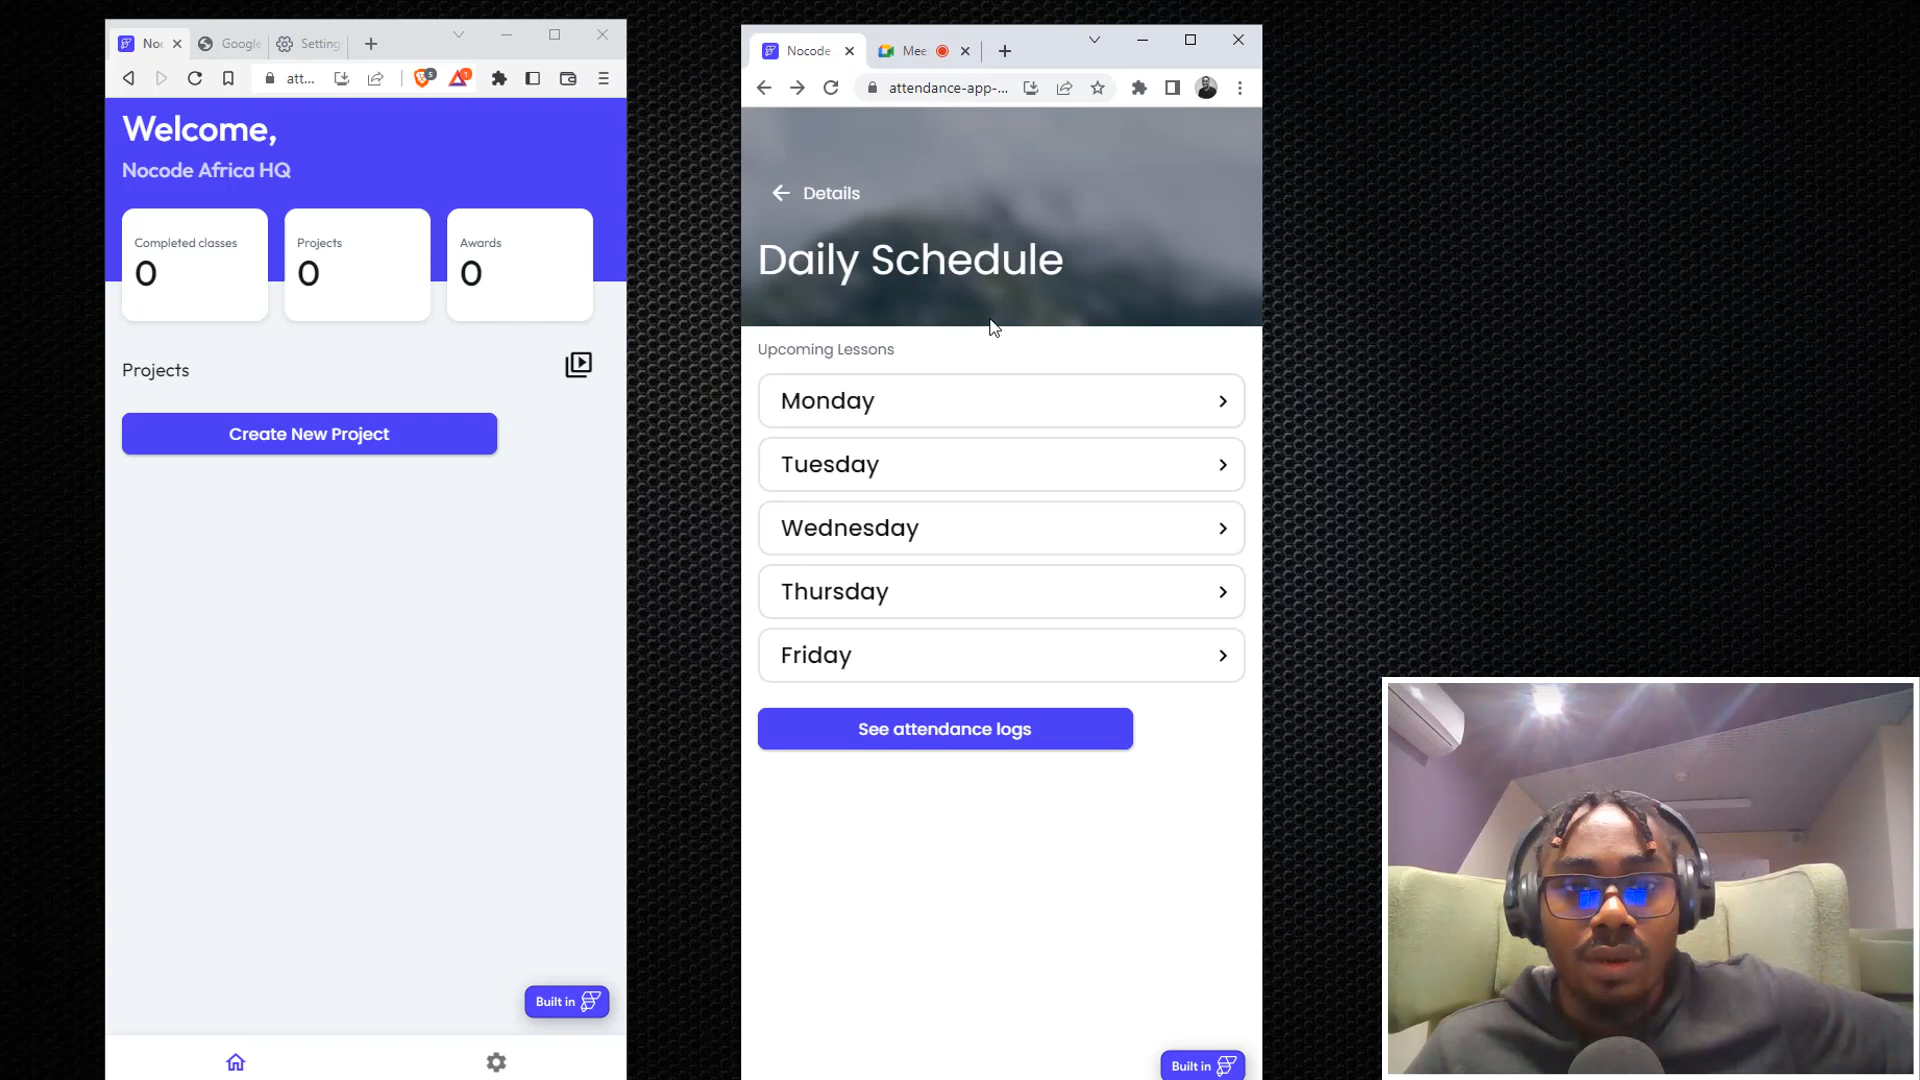 Noc
Google
Setting
att...
5
1
Welcome,
Nocode Africa HQ
Completed classes
0
Projects
0
Awards
0
Projects
Create New Project
Built in
Nocode
Mee
attendance-app-...
Details
Daily Schedule
Upcoming Lessons
Monday
Tuesday
Wednesday
Thursday
Friday
See attendance logs
Built in